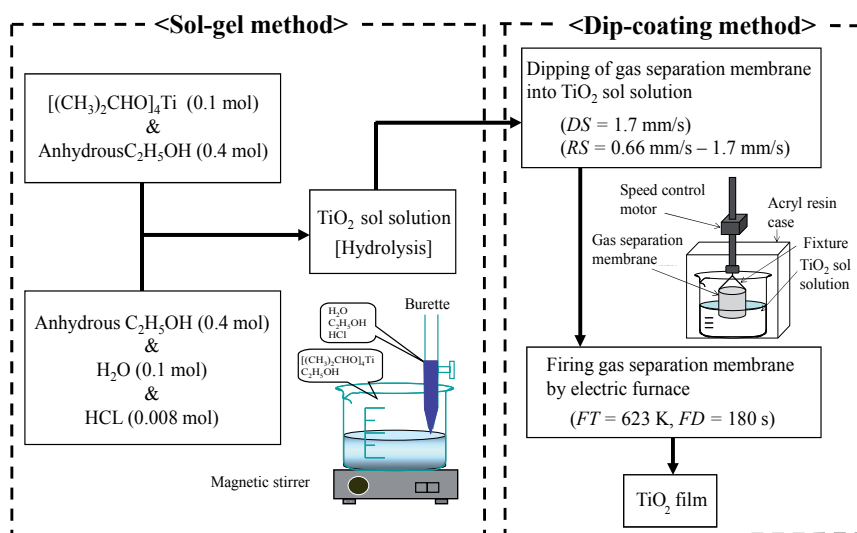 <Sol-gel method>
[(CH₃)₂CHO]₄Ti (0.1 mol)
&
AnhydrousC₂H₅OH (0.4 mol)
TiO₂ sol solution
[Hydrolysis]
Anhydrous C₂H₅OH (0.4 mol)
&
H₂O (0.1 mol)
&
HCL (0.008 mol)
Burette
H₂O
C₂H₅OH
HCl
[(CH₃)₂CHO]₄Ti
C₂H₅OH
Magnetic stirrer
<Dip-coating method>
Dipping of gas separation membrane
into TiO₂ sol solution
(DS = 1.7 mm/s)
(RS = 0.66 mm/s – 1.7 mm/s)
Speed control
motor
Acryl resin
case
Gas separation
membrane
Fixture
TiO₂ sol
solution
Firing gas separation membrane
by electric furnace
(FT = 623 K, FD = 180 s)
TiO₂ film